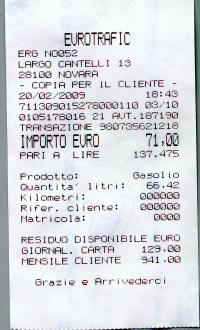 EUROTRAFIC
ERG NO052
LARGO CANTELLI 13
28100 NOVARA
- COPIA PER IL CLIENTE -
20/02/2009 18:43
711309015278000110 03/10
0105178016 21 AUT.187190
TRANSAZIONE 980735621218
IMPORTO EURO 71,00
PARI A LIRE 137.475
Prodotto: Gasolio
Quantita' litri: 66.42
Kilometri: 000000
Rifer. cliente: 000000
Matricola: 0000
RESIDUO DISPONIBILE EURO
GIORNAL. CARTA 129.00
MENSILE CLIENTE 941.00
Grazie e Arrivederci